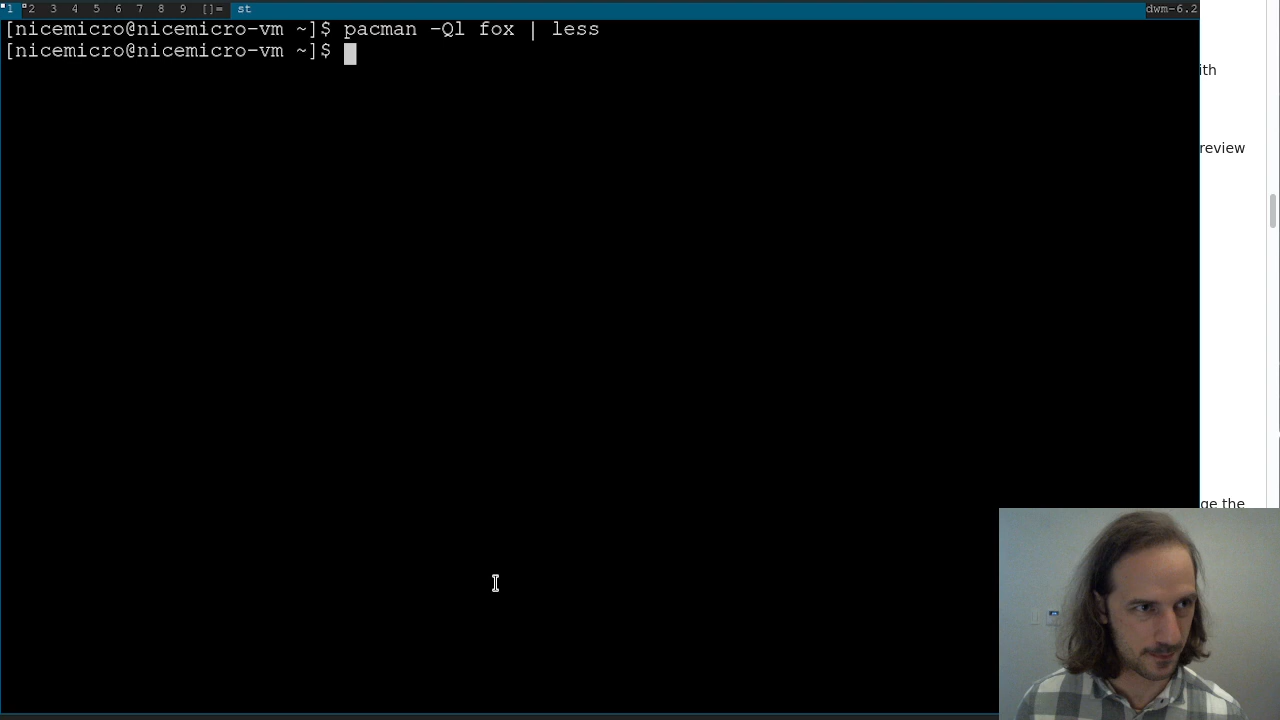 1 2 3 4 5 6 7 8 9 []= st dwm-6.2
[nicemicro@nicemicro-vm ~]$ pacman -Ql fox | less
[nicemicro@nicemicro-vm ~]$
ith
review
ge the